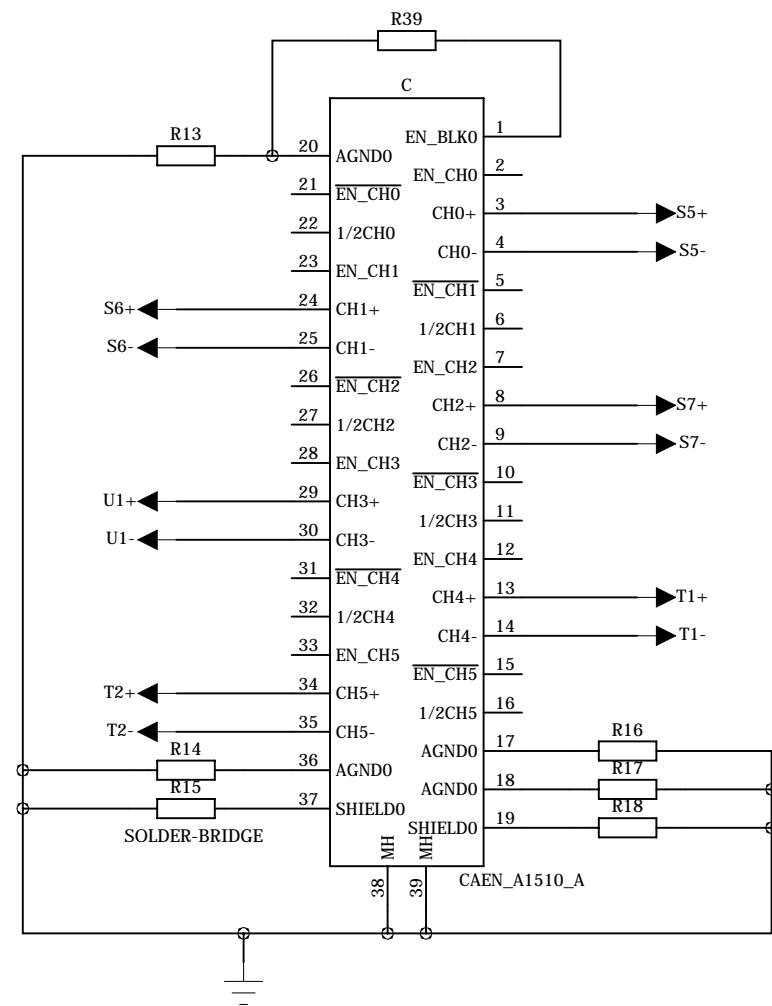 R39
C
R13
20 AGND0
EN_BLK0 1
21 EN_CH0
EN_CH0 2
22 1/2CH0
CH0+ 3 S5+
23 EN_CH1
CH0- 4 S5-
S6+ 24 CH1+
EN_CH1 5
S6- 25 CH1-
1/2CH1 6
26 EN_CH2
EN_CH2 7
27 1/2CH2
CH2+ 8 S7+
28 EN_CH3
CH2- 9 S7-
U1+ 29 CH3+
EN_CH3 10
U1- 30 CH3-
1/2CH3 11
31 EN_CH4
EN_CH4 12
32 1/2CH4
CH4+ 13 T1+
33 EN_CH5
CH4- 14 T1-
T2+ 34 CH5+
EN_CH5 15
T2- 35 CH5-
1/2CH5 16
R14 36 AGND0
AGND0 17 R16
R15 37 SHIELD0
AGND0 18 R17
SOLDER-BRIDGE
SHIELD0 19 R18
MH MH
38 39
CAEN_A1510_A